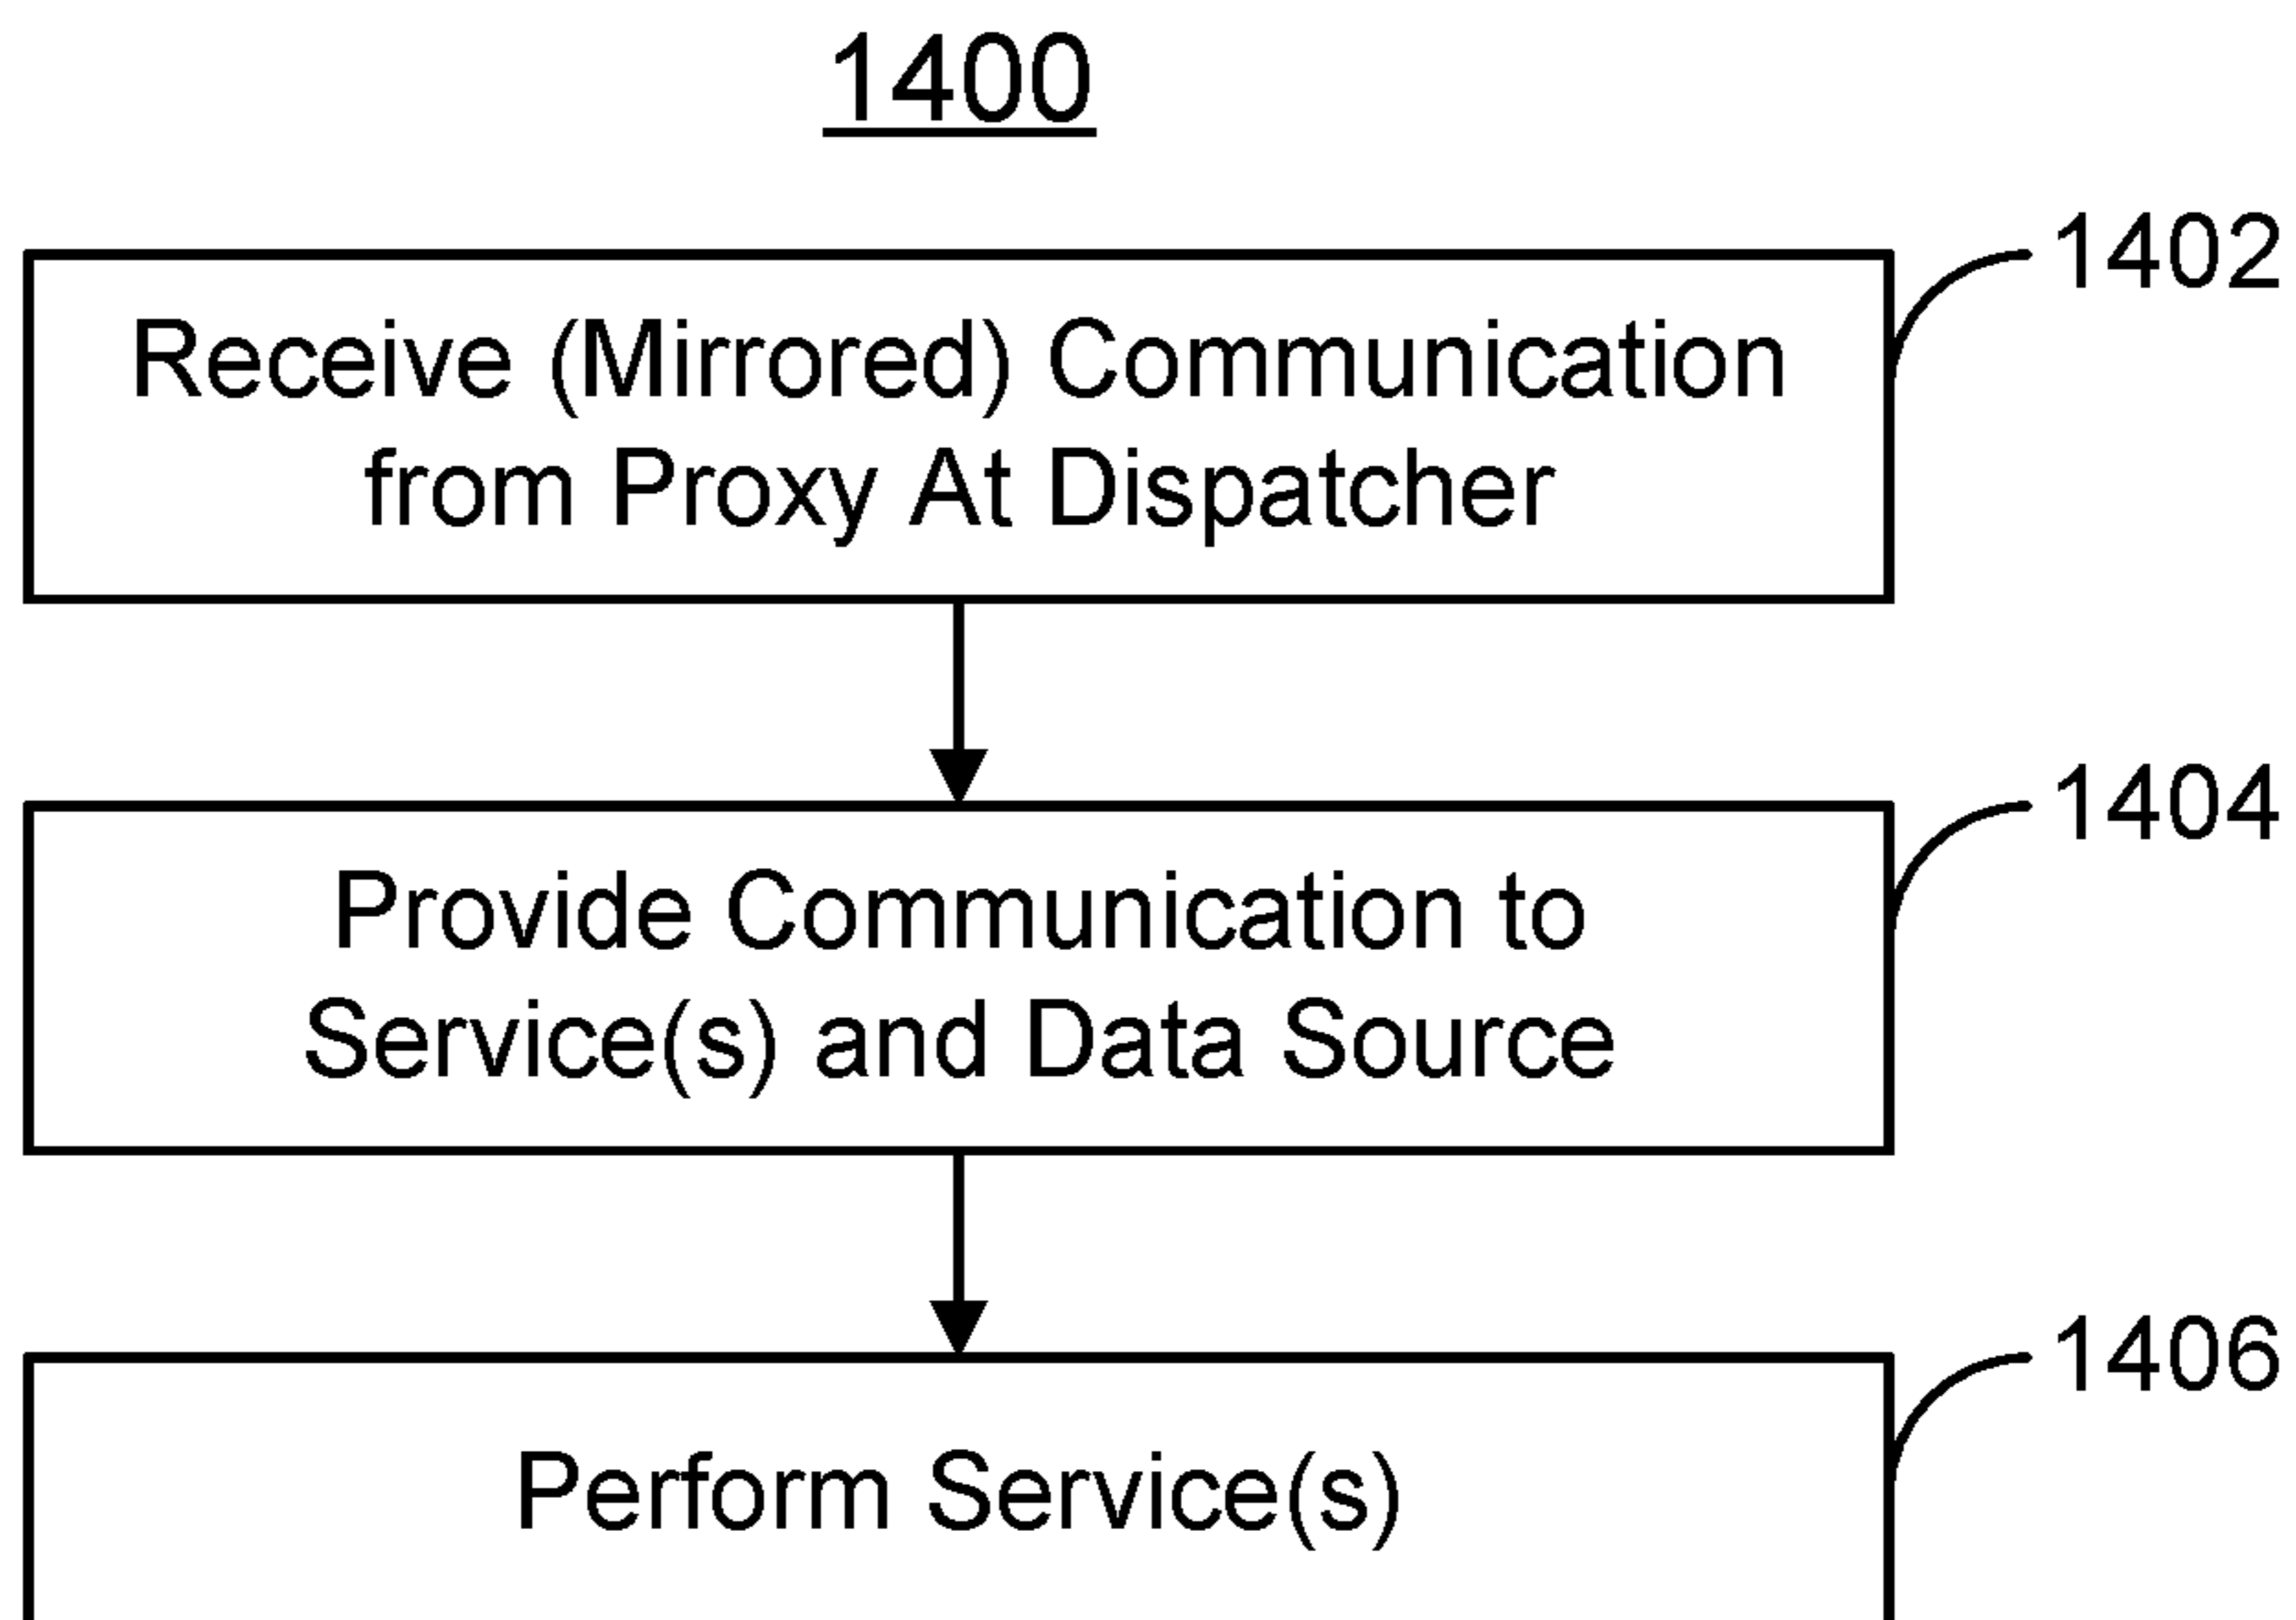 1400
1402
Receive (Mirrored) Communication
from Proxy At Dispatcher
1404
Provide Communication to
Service(s) and Data Source
1406
Perform Service(s)